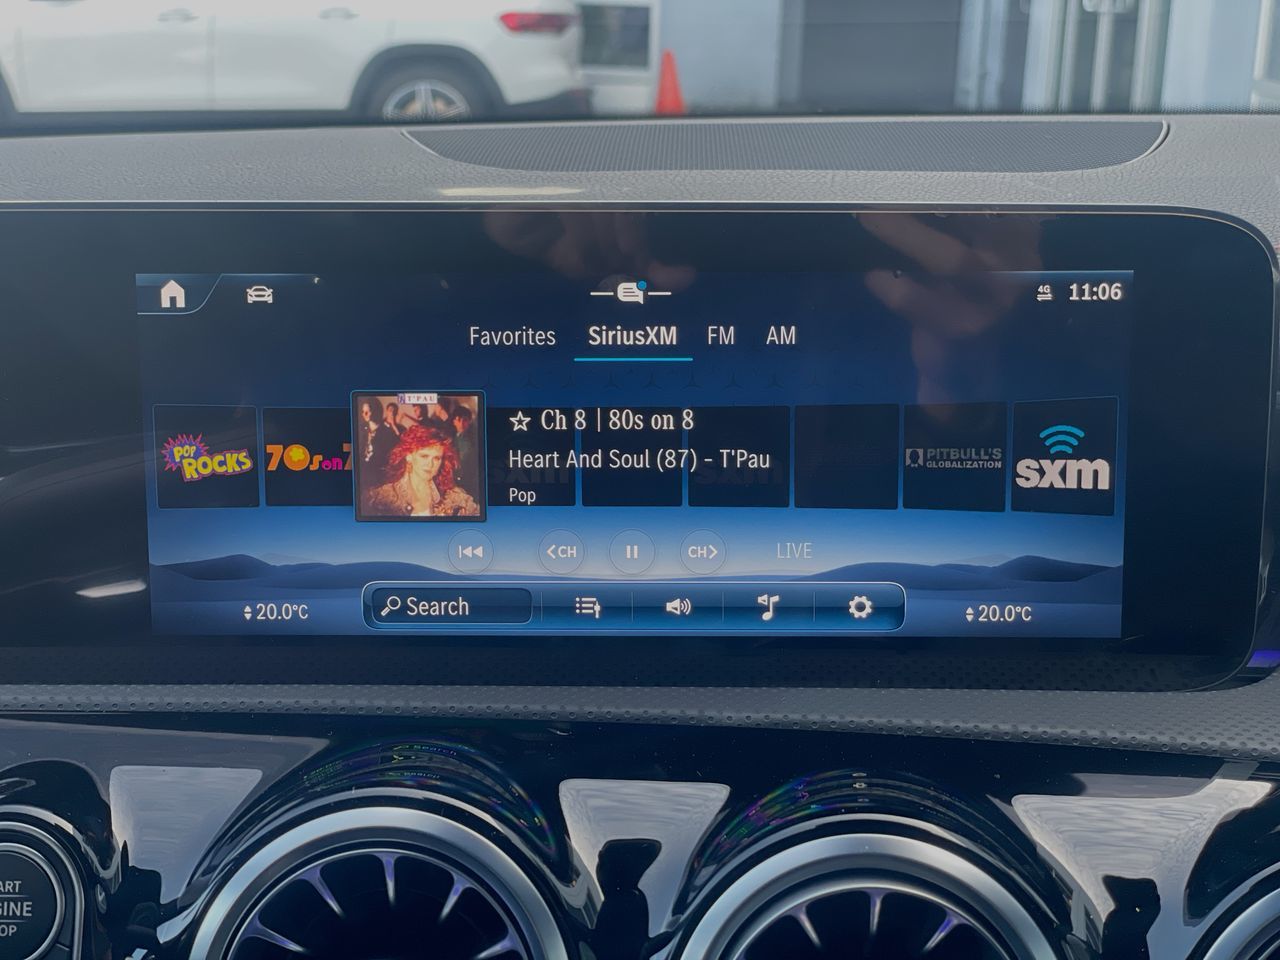 4G
11:06
Favorites
SiriusXM
FM
AM
POP
ROCKS
70s on 7
T'PAU
☆ Ch 8 | 80s on 8
Heart And Soul (87) - T'Pau
Pop
PITBULL'S
GLOBALIZATION
sxm
<CH
CH>
LIVE
20.0°C
Search
20.0°C